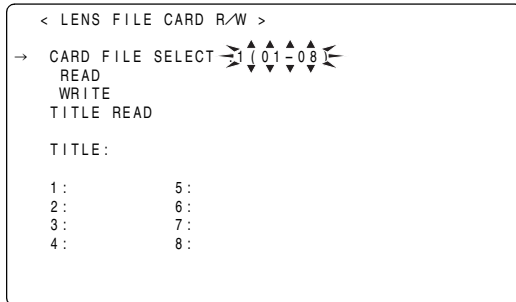 < LENS FILE CARD R/W >
→ CARD FILE SELECT :1(01-08)
READ
WRITE
TITLE READ
TITLE:
1: 5:
2: 6:
3: 7:
4: 8: